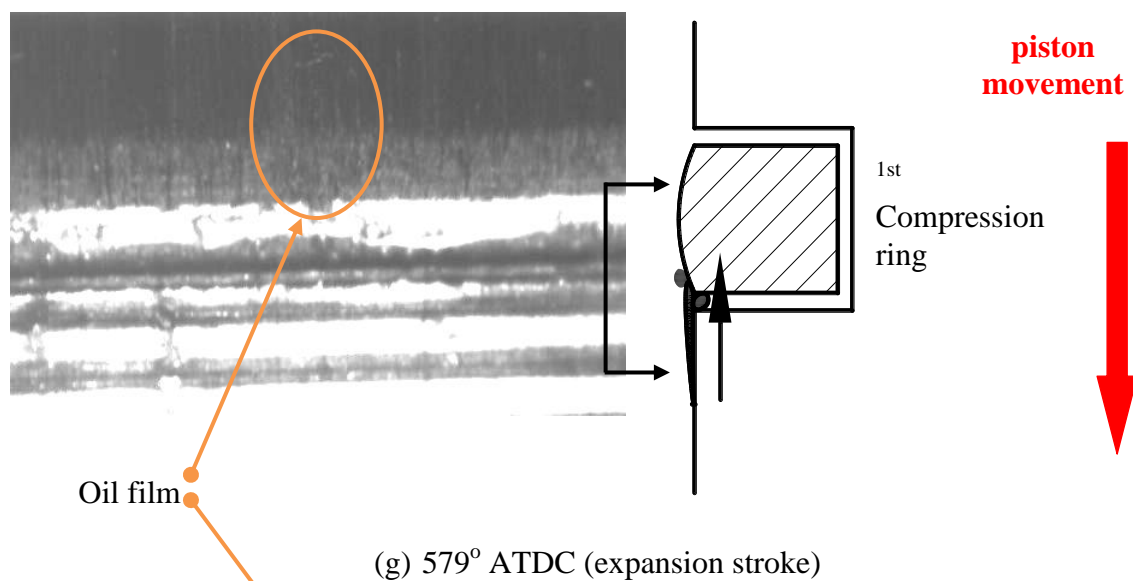 piston
movement
1st
Compression
ring
Oil film
(g) 579° ATDC (expansion stroke)